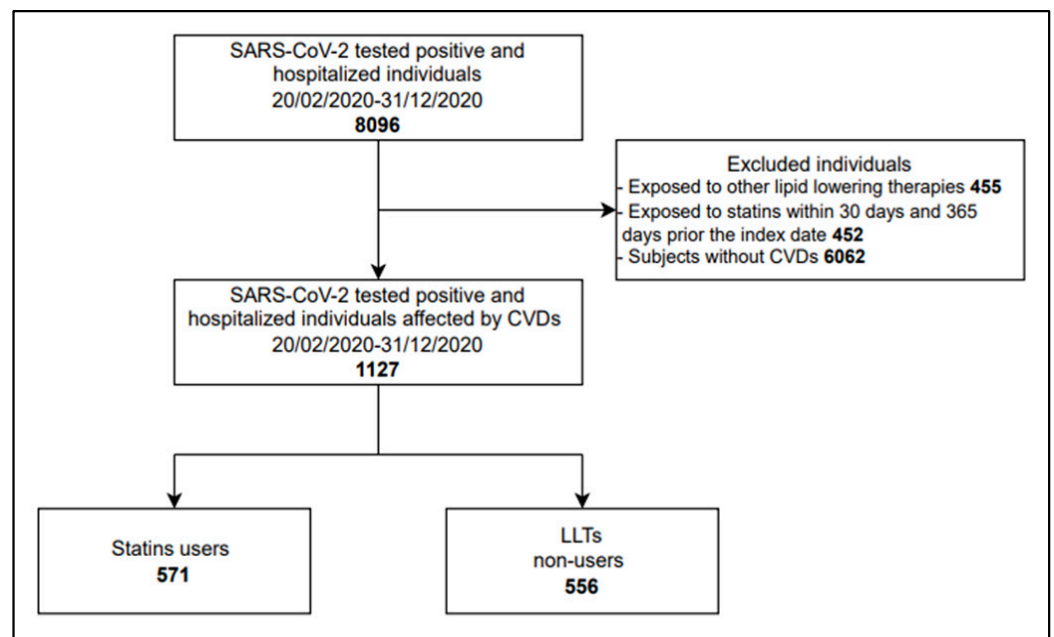 SARS-CoV-2 tested positive and
hospitalized individuals
20/02/2020-31/12/2020
8096
Excluded individuals
- Exposed to other lipid lowering therapies 455
- Exposed to statins within 30 days and 365
days prior the index date 452
- Subjects without CVDs 6062
SARS-CoV-2 tested positive and
hospitalized individuals affected by CVDs
20/02/2020-31/12/2020
1127
Statins users
571
LLTs
non-users
556